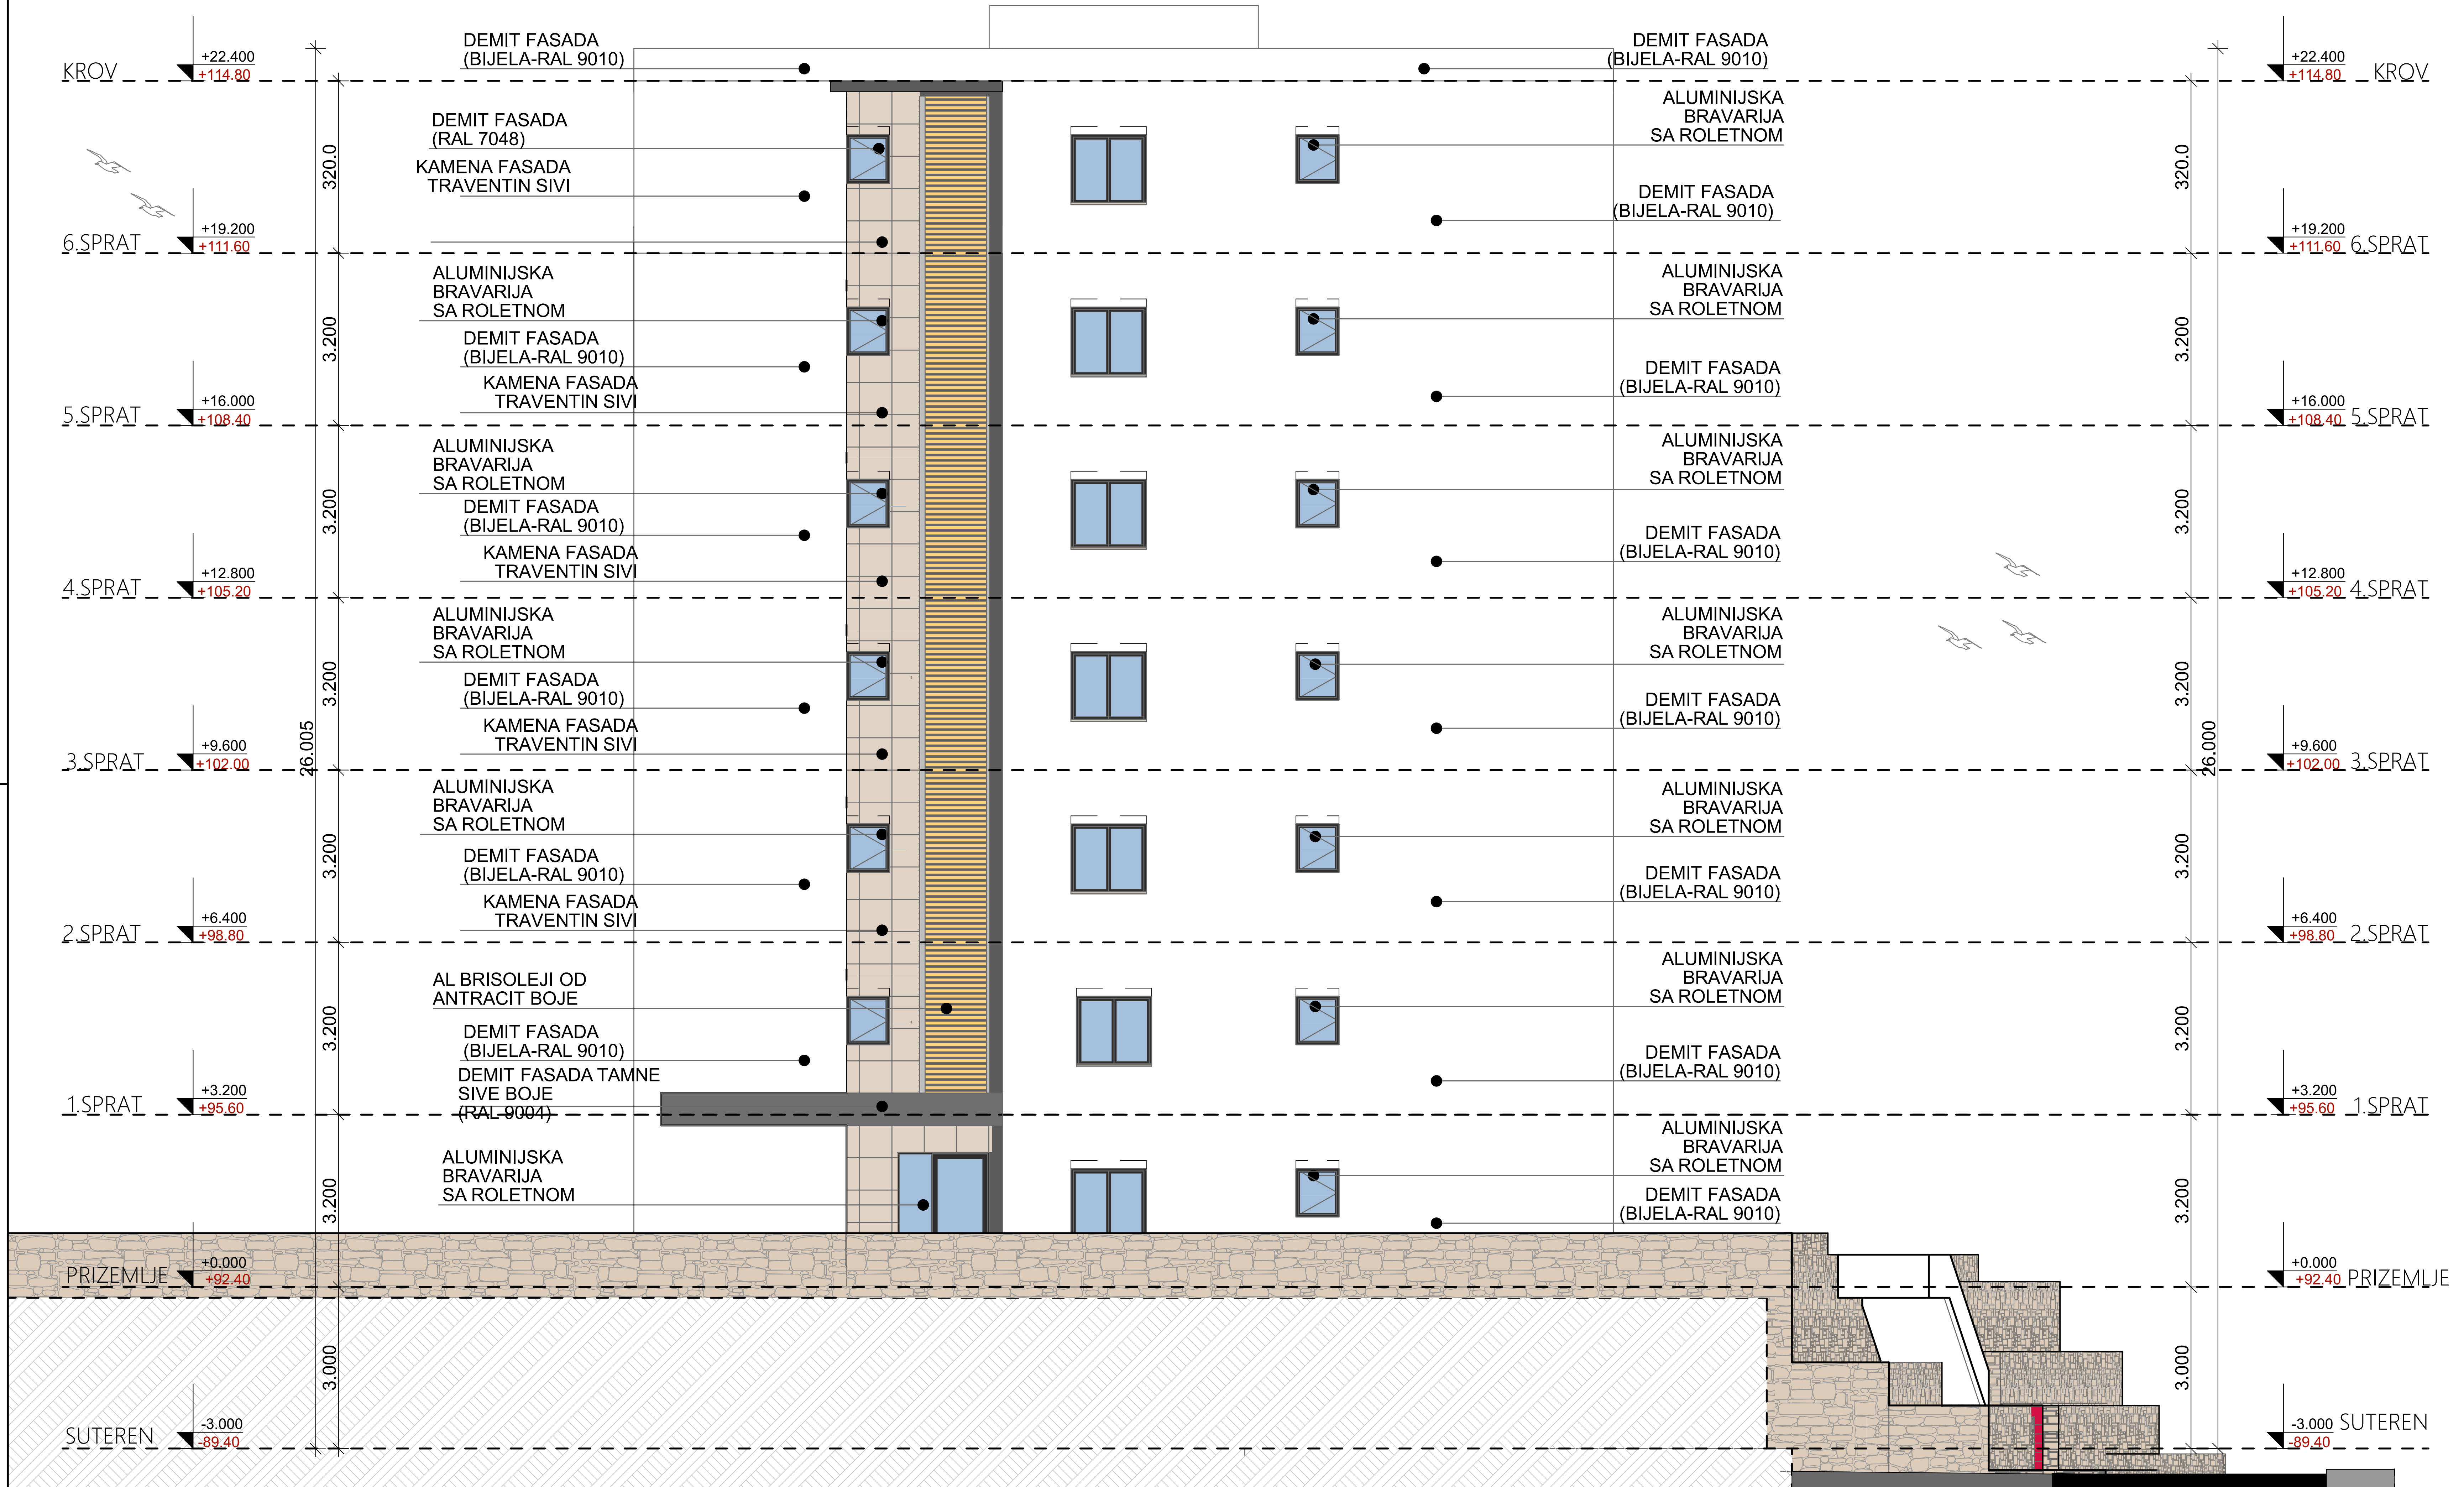 KROV
+22.400
+114.80
320.0
6.SPRAT
+19.200
+111.60
3.200
5.SPRAT
+16.000
+108.40
3.200
4.SPRAT
+12.800
+105.20
3.200
3.SPRAT
+9.600
+102.00
26.005
3.200
2.SPRAT
+6.400
+98.80
3.200
1.SPRAT
+3.200
+95.60
3.200
PRIZEMLJE
+0.000
+92.40
3.000
SUTEREN
-3.000
-89.40
DEMIT FASADA
(BIJELA-RAL 9010)
DEMIT FASADA
(RAL 7048)
KAMENA FASADA
TRAVENTIN SIVI
ALUMINIJSKA
BRAVARIJA
SA ROLETNOM
DEMIT FASADA
(BIJELA-RAL 9010)
KAMENA FASADA
TRAVENTIN SIVI
ALUMINIJSKA
BRAVARIJA
SA ROLETNOM
DEMIT FASADA
(BIJELA-RAL 9010)
KAMENA FASADA
TRAVENTIN SIVI
ALUMINIJSKA
BRAVARIJA
SA ROLETNOM
DEMIT FASADA
(BIJELA-RAL 9010)
KAMENA FASADA
TRAVENTIN SIVI
ALUMINIJSKA
BRAVARIJA
SA ROLETNOM
DEMIT FASADA
(BIJELA-RAL 9010)
KAMENA FASADA
TRAVENTIN SIVI
AL BRISOLEJI OD
ANTRACIT BOJE
DEMIT FASADA
(BIJELA-RAL 9010)
DEMIT FASADA TAMNE
SIVE BOJE
(RAL 9004)
ALUMINIJSKA
BRAVARIJA
SA ROLETNOM
DEMIT FASADA
(BIJELA-RAL 9010)
ALUMINIJSKA
BRAVARIJA
SA ROLETNOM
DEMIT FASADA
(BIJELA-RAL 9010)
ALUMINIJSKA
BRAVARIJA
SA ROLETNOM
DEMIT FASADA
(BIJELA-RAL 9010)
ALUMINIJSKA
BRAVARIJA
SA ROLETNOM
DEMIT FASADA
(BIJELA-RAL 9010)
ALUMINIJSKA
BRAVARIJA
SA ROLETNOM
DEMIT FASADA
(BIJELA-RAL 9010)
ALUMINIJSKA
BRAVARIJA
SA ROLETNOM
DEMIT FASADA
(BIJELA-RAL 9010)
ALUMINIJSKA
BRAVARIJA
SA ROLETNOM
DEMIT FASADA
(BIJELA-RAL 9010)
ALUMINIJSKA
BRAVARIJA
SA ROLETNOM
DEMIT FASADA
(BIJELA-RAL 9010)
+22.400
+114.80
KROV
320.0
+19.200
+111.60
6.SPRAT
3.200
+16.000
+108.40
5.SPRAT
3.200
+12.800
+105.20
4.SPRAT
3.200
+9.600
+102.00
3.SPRAT
26.000
3.200
+6.400
+98.80
2.SPRAT
3.200
+3.200
+95.60
1.SPRAT
3.200
+0.000
+92.40
PRIZEMLJE
3.000
-3.000
-89.40
SUTEREN